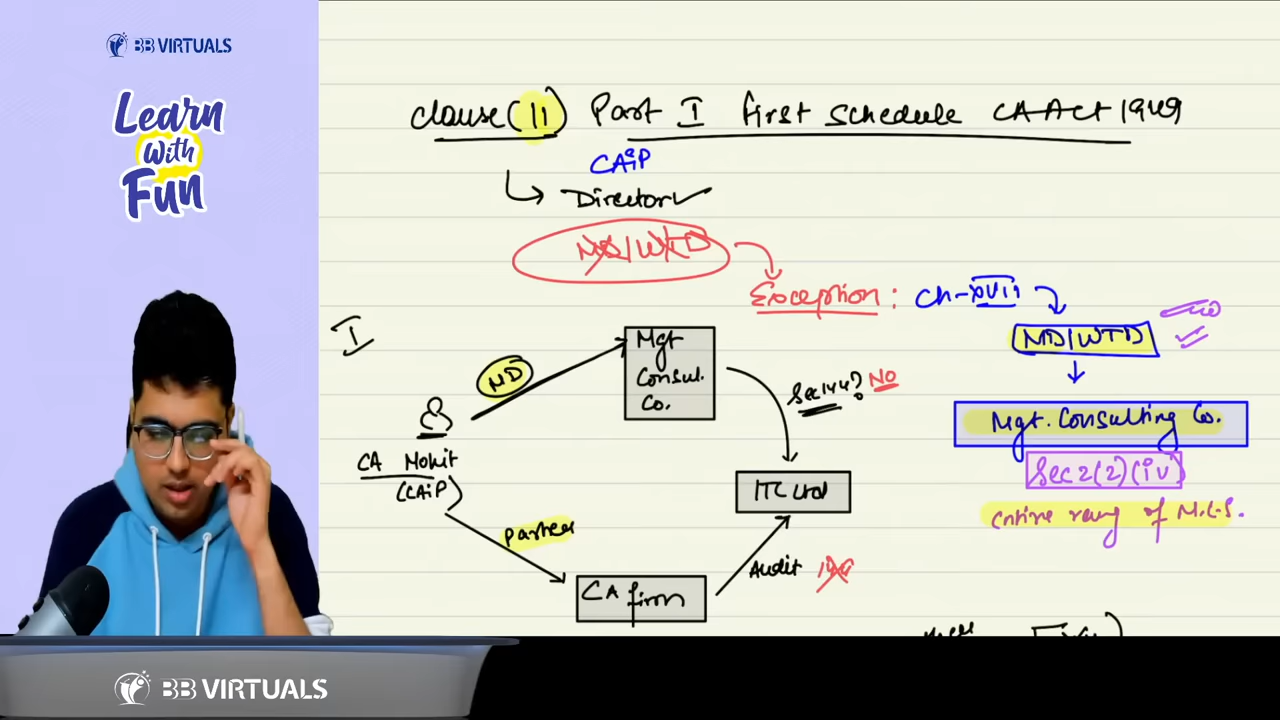 BB VIRTUALS
Learn
With
Fun
Clause (11) Part I First Schedule CA Act 1949
CAiP
↳ Director
MD/WTD
Exception : Ch-XVII
MD/WTD
I
Mgt
Consul.
Co.
MD
Sec 144? NO
Mgt. Consulting Co.
CA Mohit
(CAiP)
Sec 2(2)(iv)
ITC Ltd
entire rang of M.C.S.
partner
Audit
CA firm
BB VIRTUALS